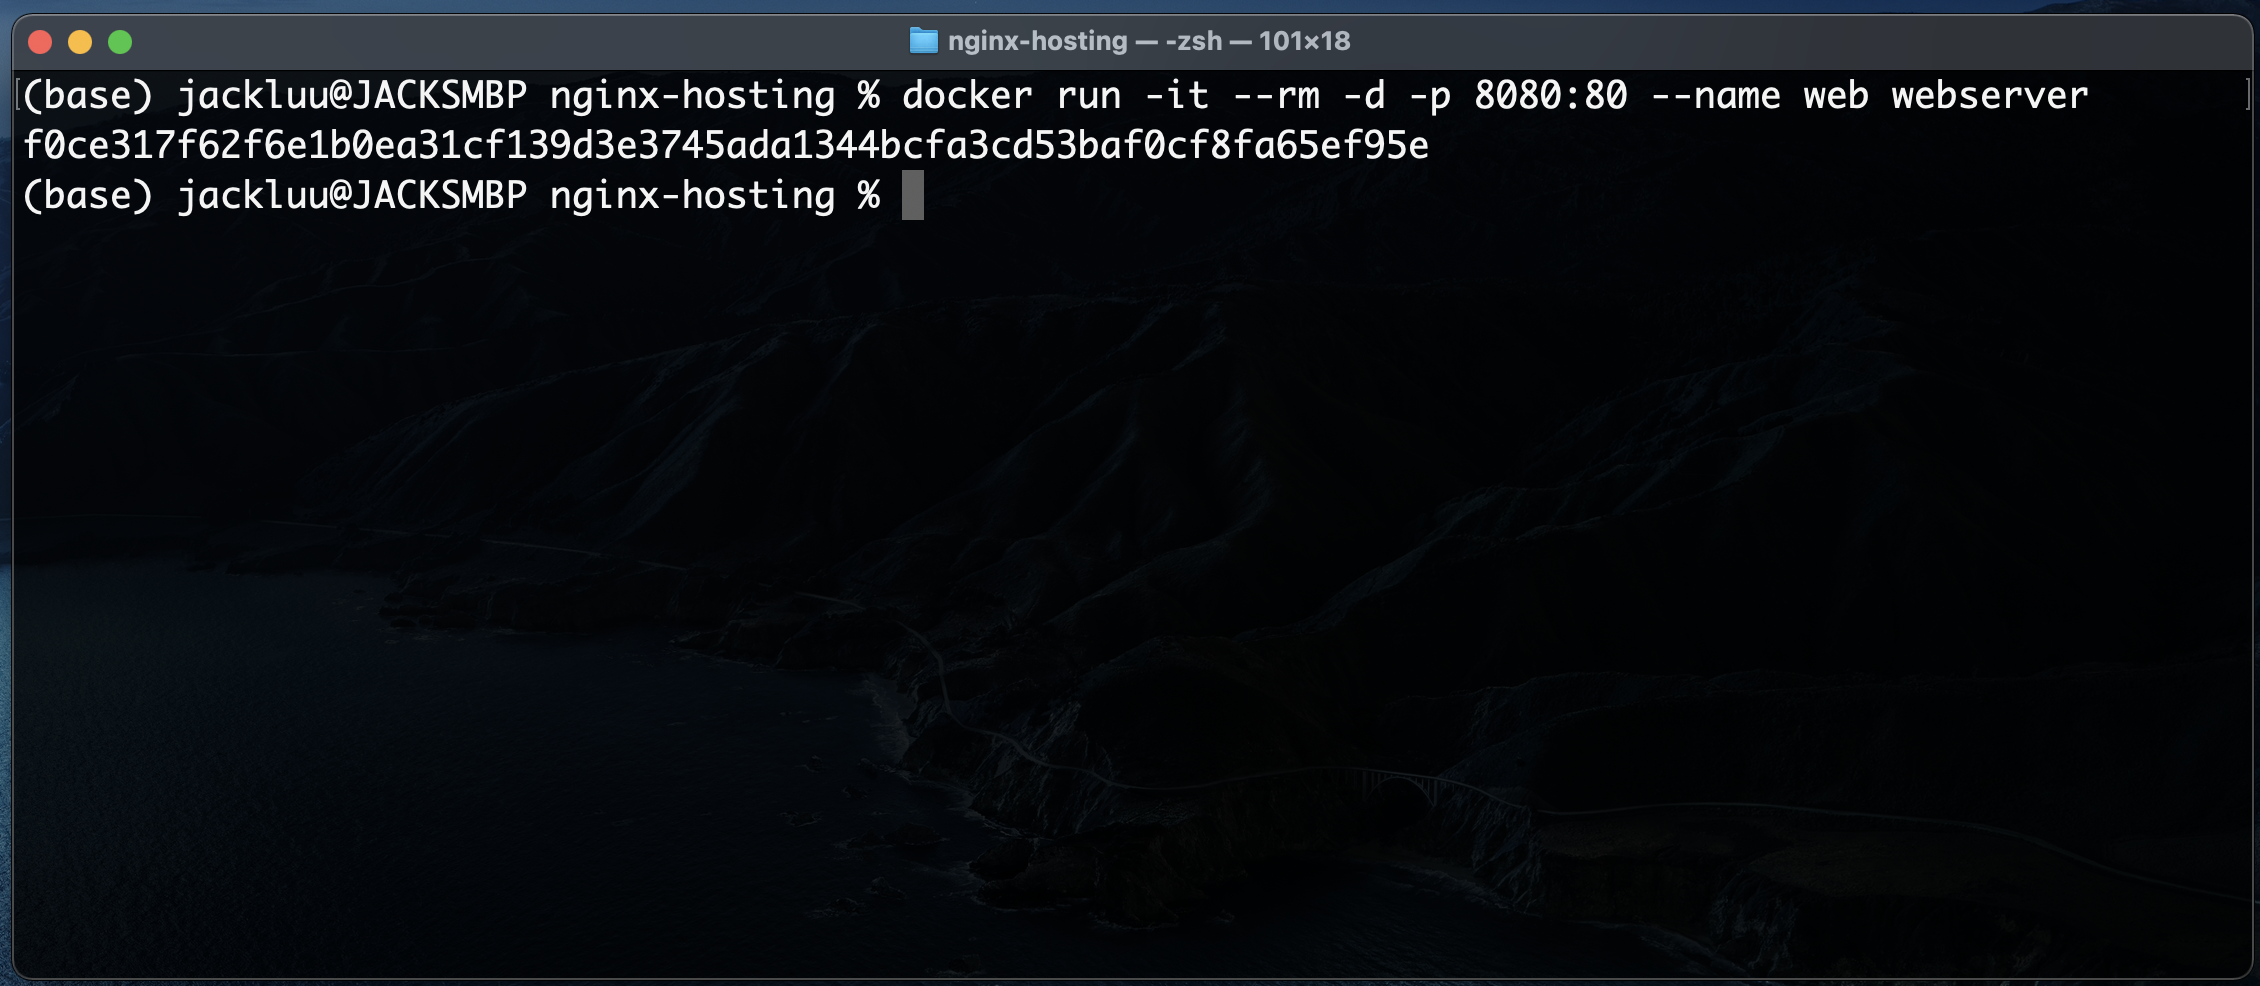 nginx-hosting — -zsh — 101×18
(base) jackluu@JACKSMBP nginx-hosting % docker run -it --rm -d -p 8080:80 --name web webserver
f0ce317f62f6e1b0ea31cf139d3e3745ada1344bcfa3cd53baf0cf8fa65ef95e
(base) jackluu@JACKSMBP nginx-hosting %